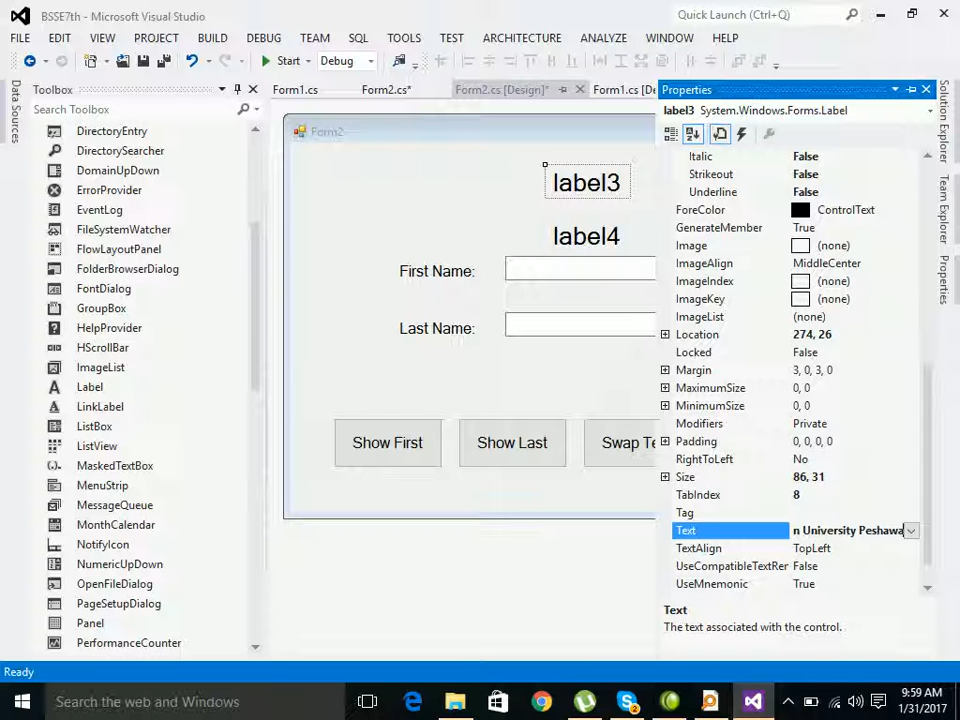 BSSE7th - Microsoft Visual Studio
Quick Launch (Ctrl+Q)
FILE EDIT VIEW PROJECT BUILD DEBUG TEAM SQL TOOLS TEST ARCHITECTURE ANALYZE WINDOW HELP
Start Debug
Data Sources
Toolbox
Search Toolbox
DirectoryEntry
DirectorySearcher
DomainUpDown
ErrorProvider
EventLog
FileSystemWatcher
FlowLayoutPanel
FolderBrowserDialog
FontDialog
GroupBox
HelpProvider
HScrollBar
ImageList
Label
LinkLabel
ListBox
ListView
MaskedTextBox
MenuStrip
MessageQueue
MonthCalendar
NotifyIcon
NumericUpDown
OpenFileDialog
PageSetupDialog
Panel
PerformanceCounter
Form1.cs Form2.cs* Form2.cs [Design]* Form1.cs [De
Form2
label3
label4
First Name:
Last Name:
Show First Show Last Swap Te
Properties
label3 System.Windows.Forms.Label
Italic False
Strikeout False
Underline False
ForeColor ControlText
GenerateMember True
Image (none)
ImageAlign MiddleCenter
ImageIndex (none)
ImageKey (none)
ImageList (none)
Location 274, 26
Locked False
Margin 3, 0, 3, 0
MaximumSize 0, 0
MinimumSize 0, 0
Modifiers Private
Padding 0, 0, 0, 0
RightToLeft No
Size 86, 31
TabIndex 8
Tag
Text n University Peshawa
TextAlign TopLeft
UseCompatibleTextRer False
UseMnemonic True
Text
The text associated with the control.
Solution Explorer
Team Explorer
Properties
Ready
Search the web and Windows
9:59 AM
1/31/2017